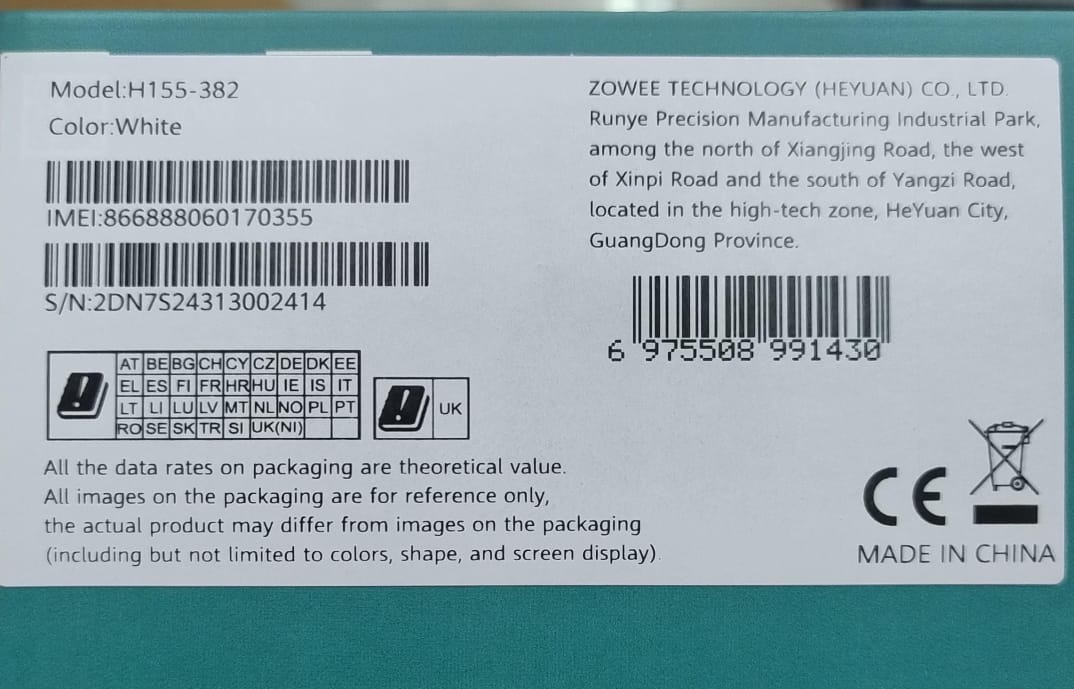 Model:H155-382
Color:White
IMEI:866888060170355
S/N:2DN7S24313002414
AT BE BG CH CY CZ DE DK EE
EL ES FI FR HR HU IE IS IT
LT LI LU LV MT NL NO PL PT
RO SE SK TR SI UK(NI)
UK
All the data rates on packaging are theoretical value.
All images on the packaging are for reference only,
the actual product may differ from images on the packaging
(including but not limited to colors, shape, and screen display).
ZOWEE TECHNOLOGY (HEYUAN) CO., LTD.
Runye Precision Manufacturing Industrial Park,
among the north of Xiangjing Road, the west
of Xinpi Road and the south of Yangzi Road,
located in the high-tech zone, HeYuan City,
GuangDong Province.
6 975508 991430
CE
MADE IN CHINA